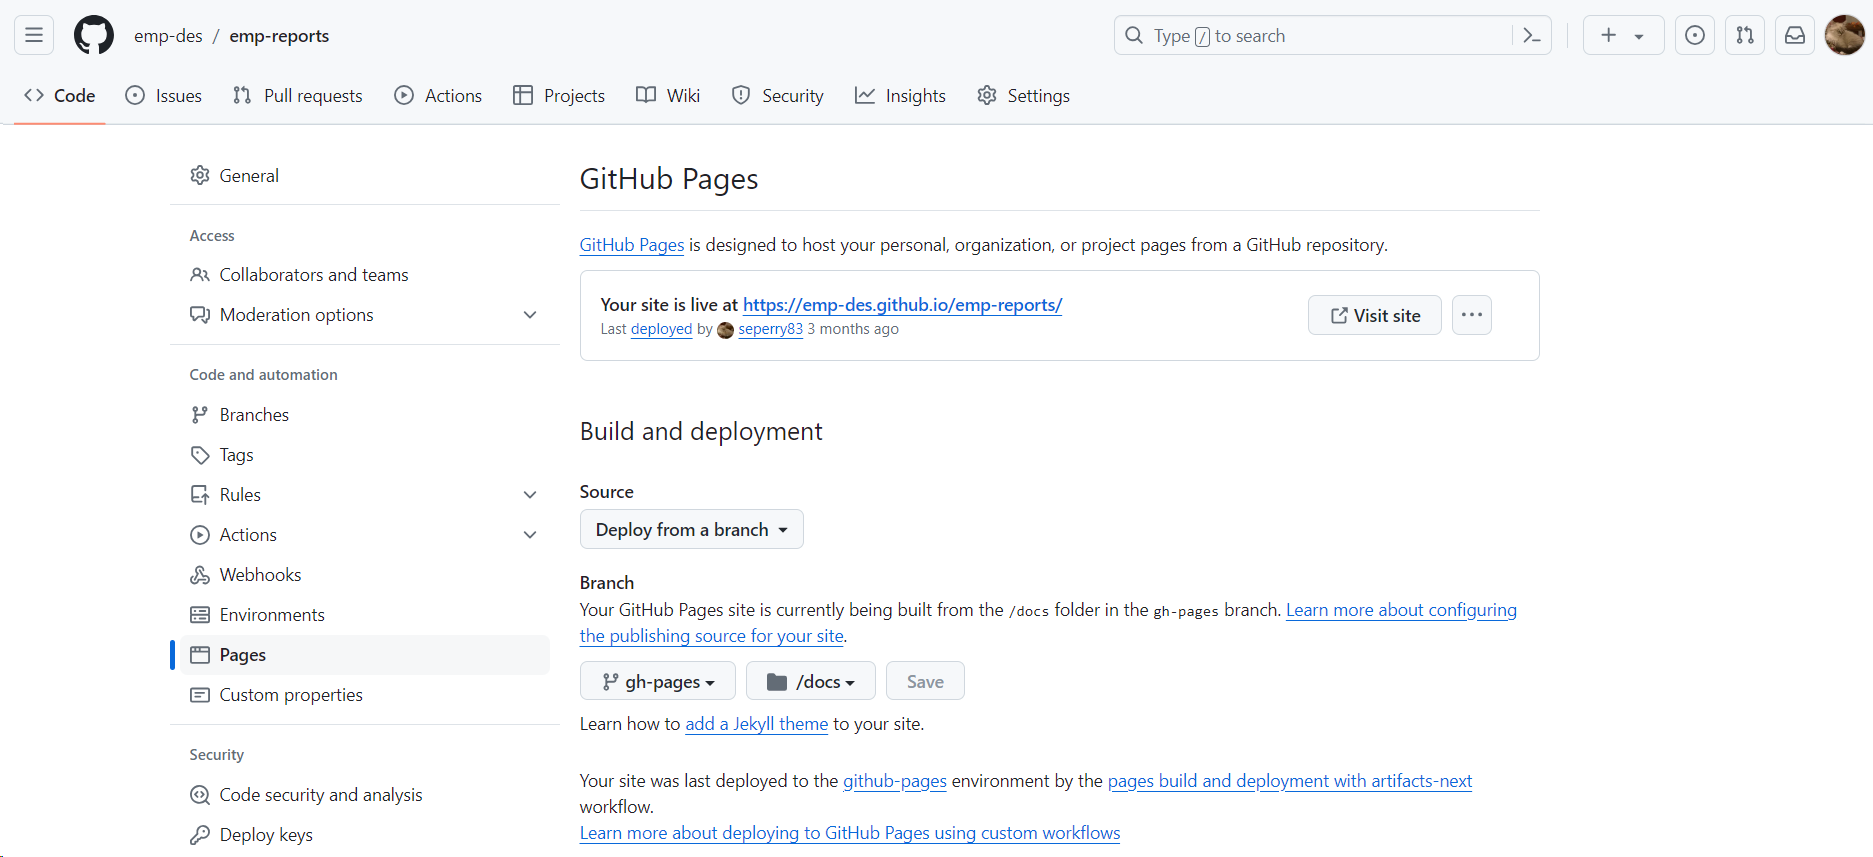 emp-des / emp-reports
Type / to search
Code Issues Pull requests Actions Projects Wiki Security Insights Settings
General
Access
Collaborators and teams
Moderation options
Code and automation
Branches
Tags
Rules
Actions
Webhooks
Environments
Pages
Custom properties
Security
Code security and analysis
Deploy keys
GitHub Pages
GitHub Pages is designed to host your personal, organization, or project pages from a GitHub repository.
Your site is live at https://emp-des.github.io/emp-reports/
Last deployed by seperry83 3 months ago
Visit site
Build and deployment
Source
Deploy from a branch
Branch
Your GitHub Pages site is currently being built from the /docs folder in the gh-pages branch. Learn more about configuring
the publishing source for your site.
gh-pages /docs Save
Learn how to add a Jekyll theme to your site.
Your site was last deployed to the github-pages environment by the pages build and deployment with artifacts-next
workflow.
Learn more about deploying to GitHub Pages using custom workflows